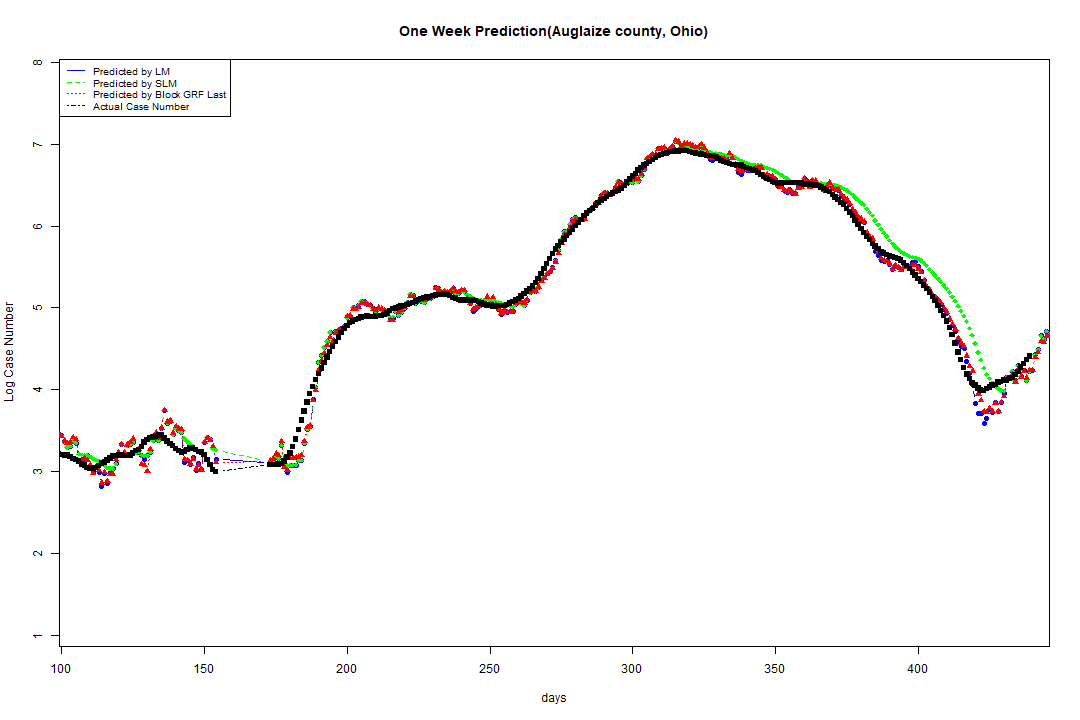 One Week Prediction(Auglaize county, Ohio)
Predicted by LM
Predicted by SLM
Predicted by Block GRF Last
Actual Case Number
8
7
6
5
4
3
2
1
Log Case Number
100 150 200 250 300 350 400
days